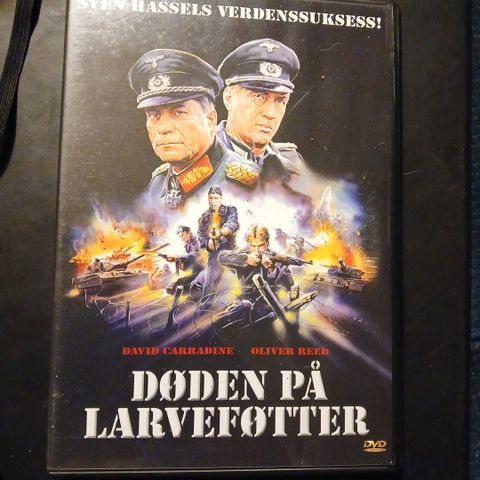 SVEN HASSELS VERDENSSUKSESS!
DAVID CARRADINE OLIVER REED
DØDEN PÅ
LARVEFØTTER
DVD